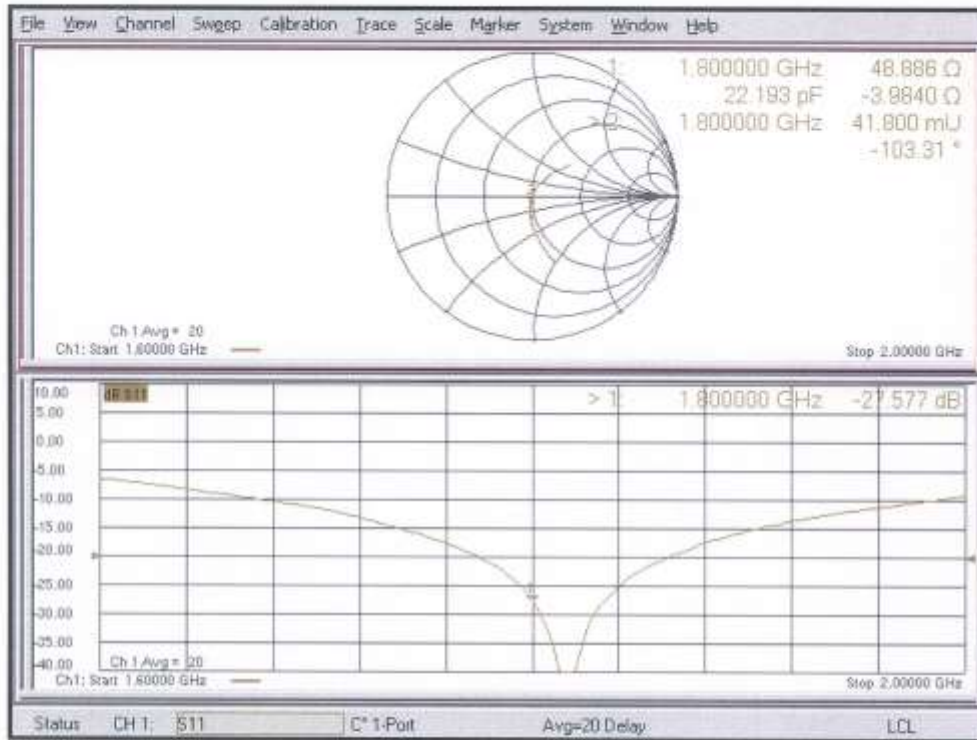 File View Channel Sweep Calibration Trace Scale Marker System Window Help
1: 1.800000 GHz 48.886 Ω
22.193 pF -3.9840 Ω
1.800000 GHz 41.800 mU
-103.31 °
Ch 1 Avg = 20
Ch1: Start 1.60000 GHz
Stop 2.00000 GHz
10.00
dB S11
> 1: 1.800000 GHz -27.577 dB
5.00
0.00
-5.00
-10.00
-15.00
-20.00
-25.00
-30.00
-35.00
-40.00
Ch 1 Avg = 20
Ch1: Start 1.60000 GHz
Stop 2.00000 GHz
Status CH 1: S11 C* 1-Port Avg=20 Delay LCL